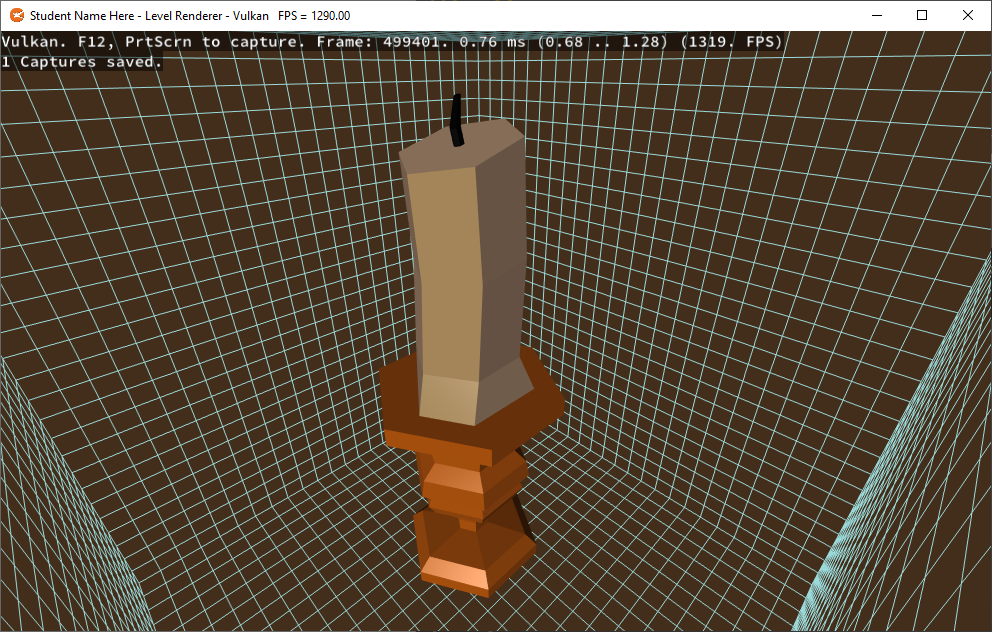 Student Name Here - Level Renderer - Vulkan   FPS = 1290.00
Vulkan. F12, PrtScrn to capture. Frame: 499401. 0.76 ms (0.68 .. 1.28) (1319. FPS)
1 Captures saved.